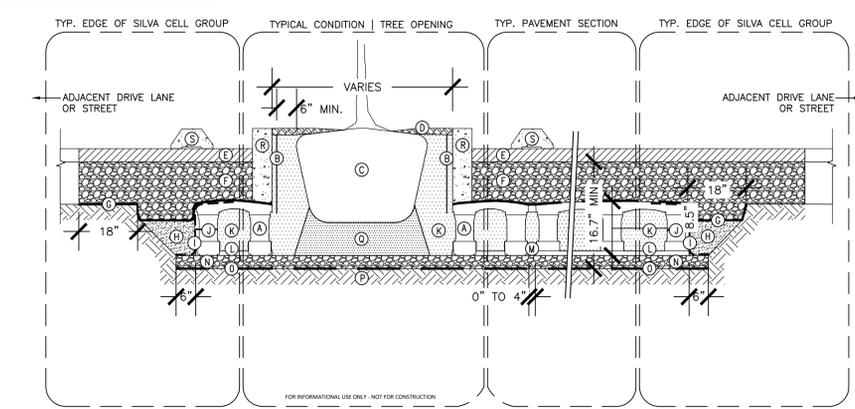 TYP. EDGE OF SILVA CELL GROUP
TYPICAL CONDITION | TREE OPENING
TYP. PAVEMENT SECTION
TYP. EDGE OF SILVA CELL GROUP
VARIES
6" MIN.
ADJACENT DRIVE LANE
OR STREET
ADJACENT DRIVE LANE
OR STREET
S
R
B
D
B
R
S
E
E
C
F
F
G
18"
18"
G
16.7" MIN
8.5"
H
I
J
K
A
Q
K
A
K
J
I
H
18"
L
M
L
N
O
P
O
N
6"
0" TO 4"
6"
FOR INFORMATIONAL USE ONLY - NOT FOR CONSTRUCTION